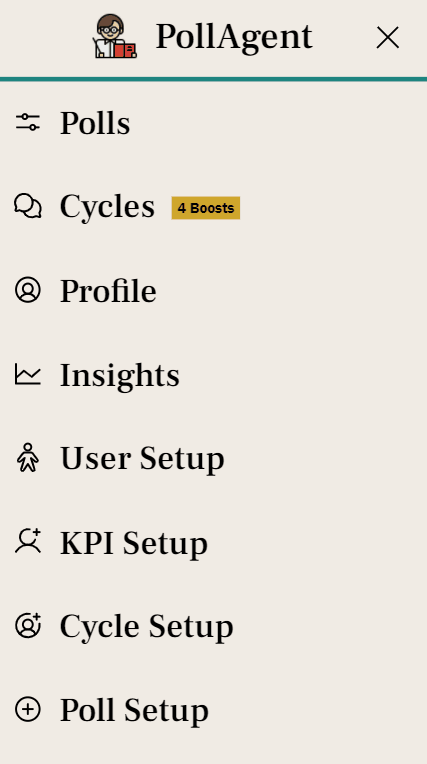 PollAgent
Polls
Cycles 4 Boosts
Profile
Insights
User Setup
KPI Setup
Cycle Setup
Poll Setup